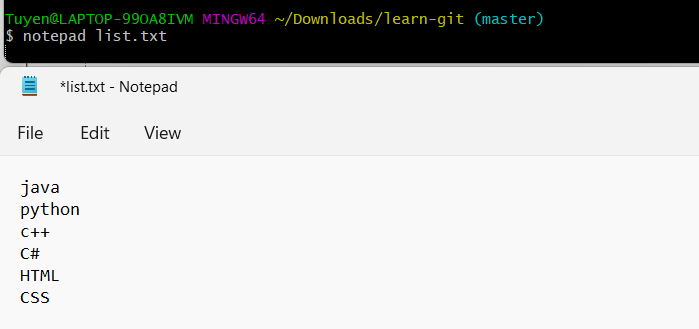 Tuyen@LAPTOP-99OA8IVM MINGW64 ~/Downloads/learn-git (master)
$ notepad list.txt
*list.txt - Notepad
File Edit View
java
python
c++
C#
HTML
CSS